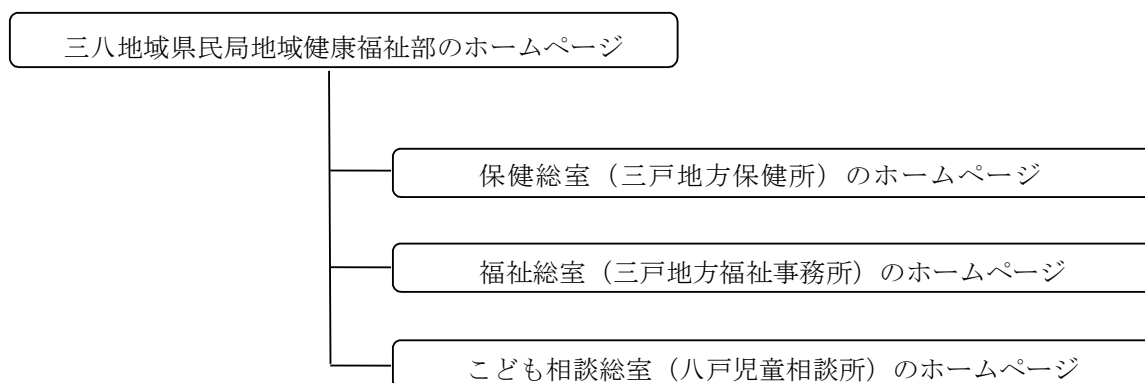 三八地域県民局地域健康福祉部のホームページ
保健総室（三戸地方保健所）のホームページ
福祉総室（三戸地方福祉事務所）のホームページ
こども相談総室（八戸児童相談所）のホームページ